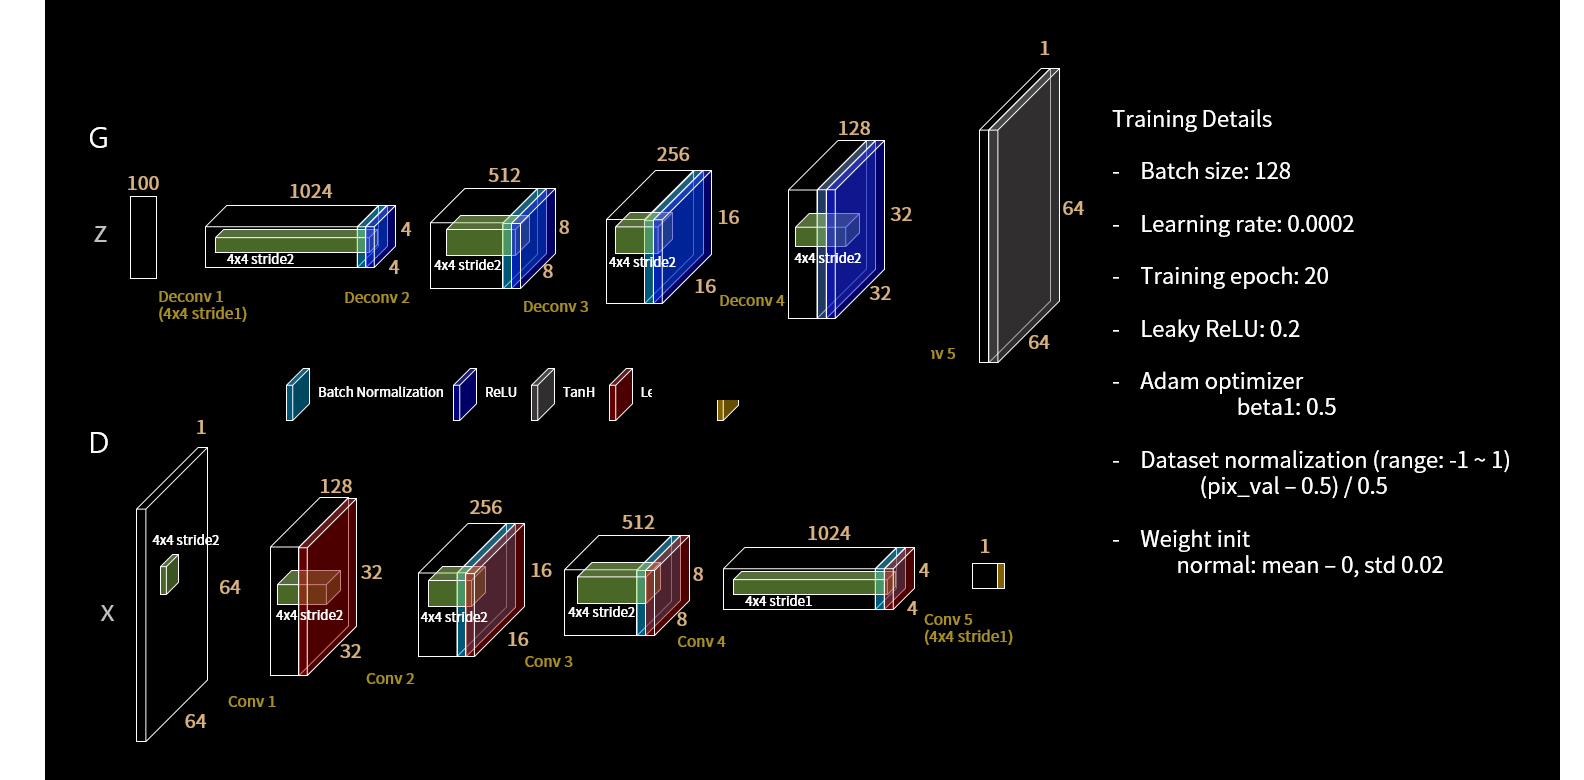 G
Z
100
1024
4
4
4x4 stride2
Deconv 1
(4x4 stride1)
Deconv 2
512
8
8
4x4 stride2
Deconv 3
256
16
16
4x4 stride2
Deconv 4
128
32
32
4x4 stride2
1
64
64
5
Batch Normalization
ReLU
TanH
D
X
1
4x4 stride2
64
64
Conv 1
128
32
32
4x4 stride2
Conv 2
256
16
16
4x4 stride2
Conv 3
512
8
8
4x4 stride2
Conv 4
1024
4
4
4x4 stride1
Conv 5
(4x4 stride1)
1
Training Details
- Batch size: 128
- Learning rate: 0.0002
- Training epoch: 20
- Leaky ReLU: 0.2
- Adam optimizer
beta1: 0.5
- Dataset normalization (range: -1 ~ 1)
(pix_val – 0.5) / 0.5
- Weight init
normal: mean – 0, std 0.02